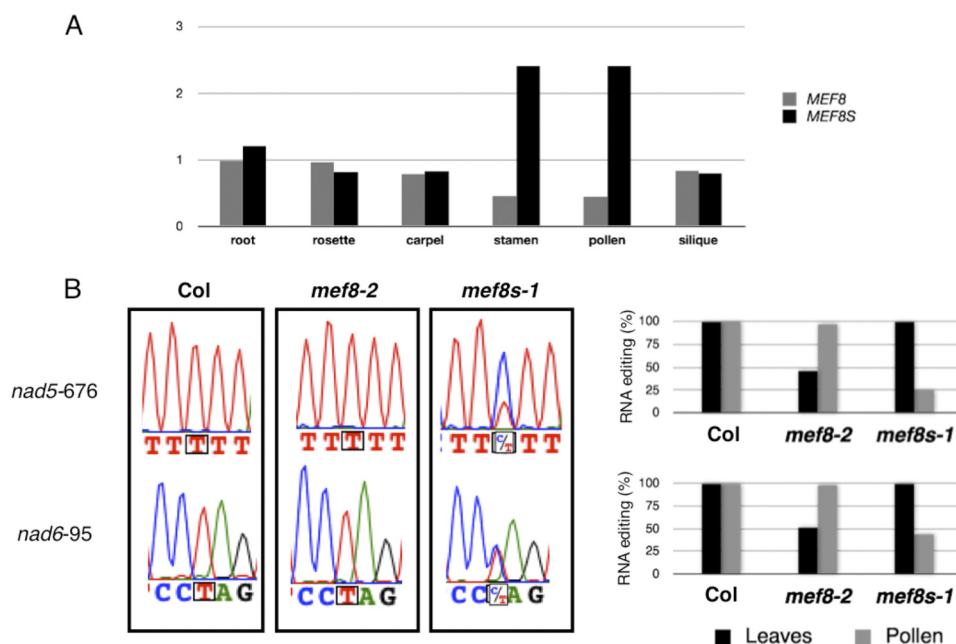 A
3
2
1
0
root rosette carpel stamen pollen silique
MEF8
MEF8S
B
Col mef8-2 mef8s-1
nad5-676
T T T T T
T T T T T
T T C/T T T
nad6-95
C C T A G
C C T A G
C C C/T A G
RNA editing (%)
100
75
50
25
0
Col mef8-2 mef8s-1
RNA editing (%)
100
75
50
25
0
Col mef8-2 mef8s-1
Leaves Pollen